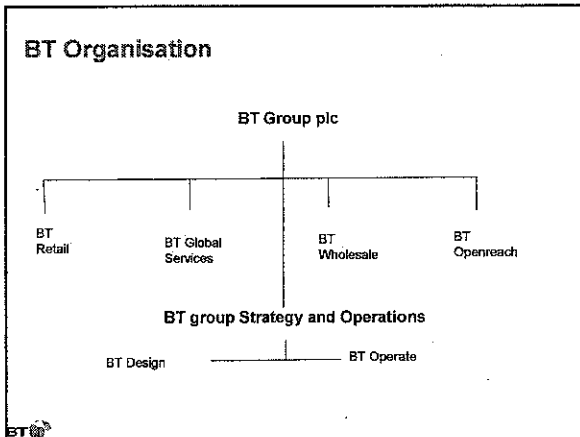 BT Organisation
BT Group plc
BT
Retail
BT Global
Services
BT
Wholesale
BT
Openreach
BT group Strategy and Operations
BT Design
BT Operate
BT